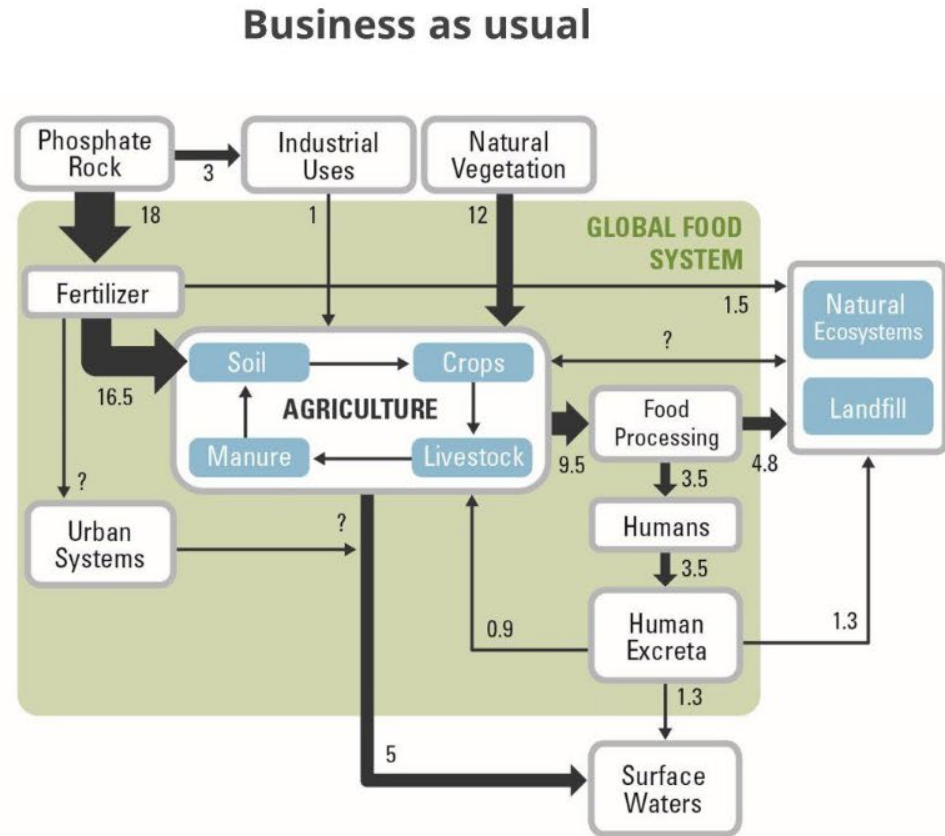 Business as usual
Phosphate
Rock
3
Industrial
Uses
Natural
Vegetation
18
1
12
GLOBAL FOOD
SYSTEM
Fertilizer
1.5
Natural
Ecosystems
Landfill
16.5
Soil
Crops
AGRICULTURE
Manure
Livestock
?
9.5
Food
Processing
4.8
3.5
?
Urban
Systems
?
Humans
3.5
0.9
Human
Excreta
1.3
1.3
5
Surface
Waters